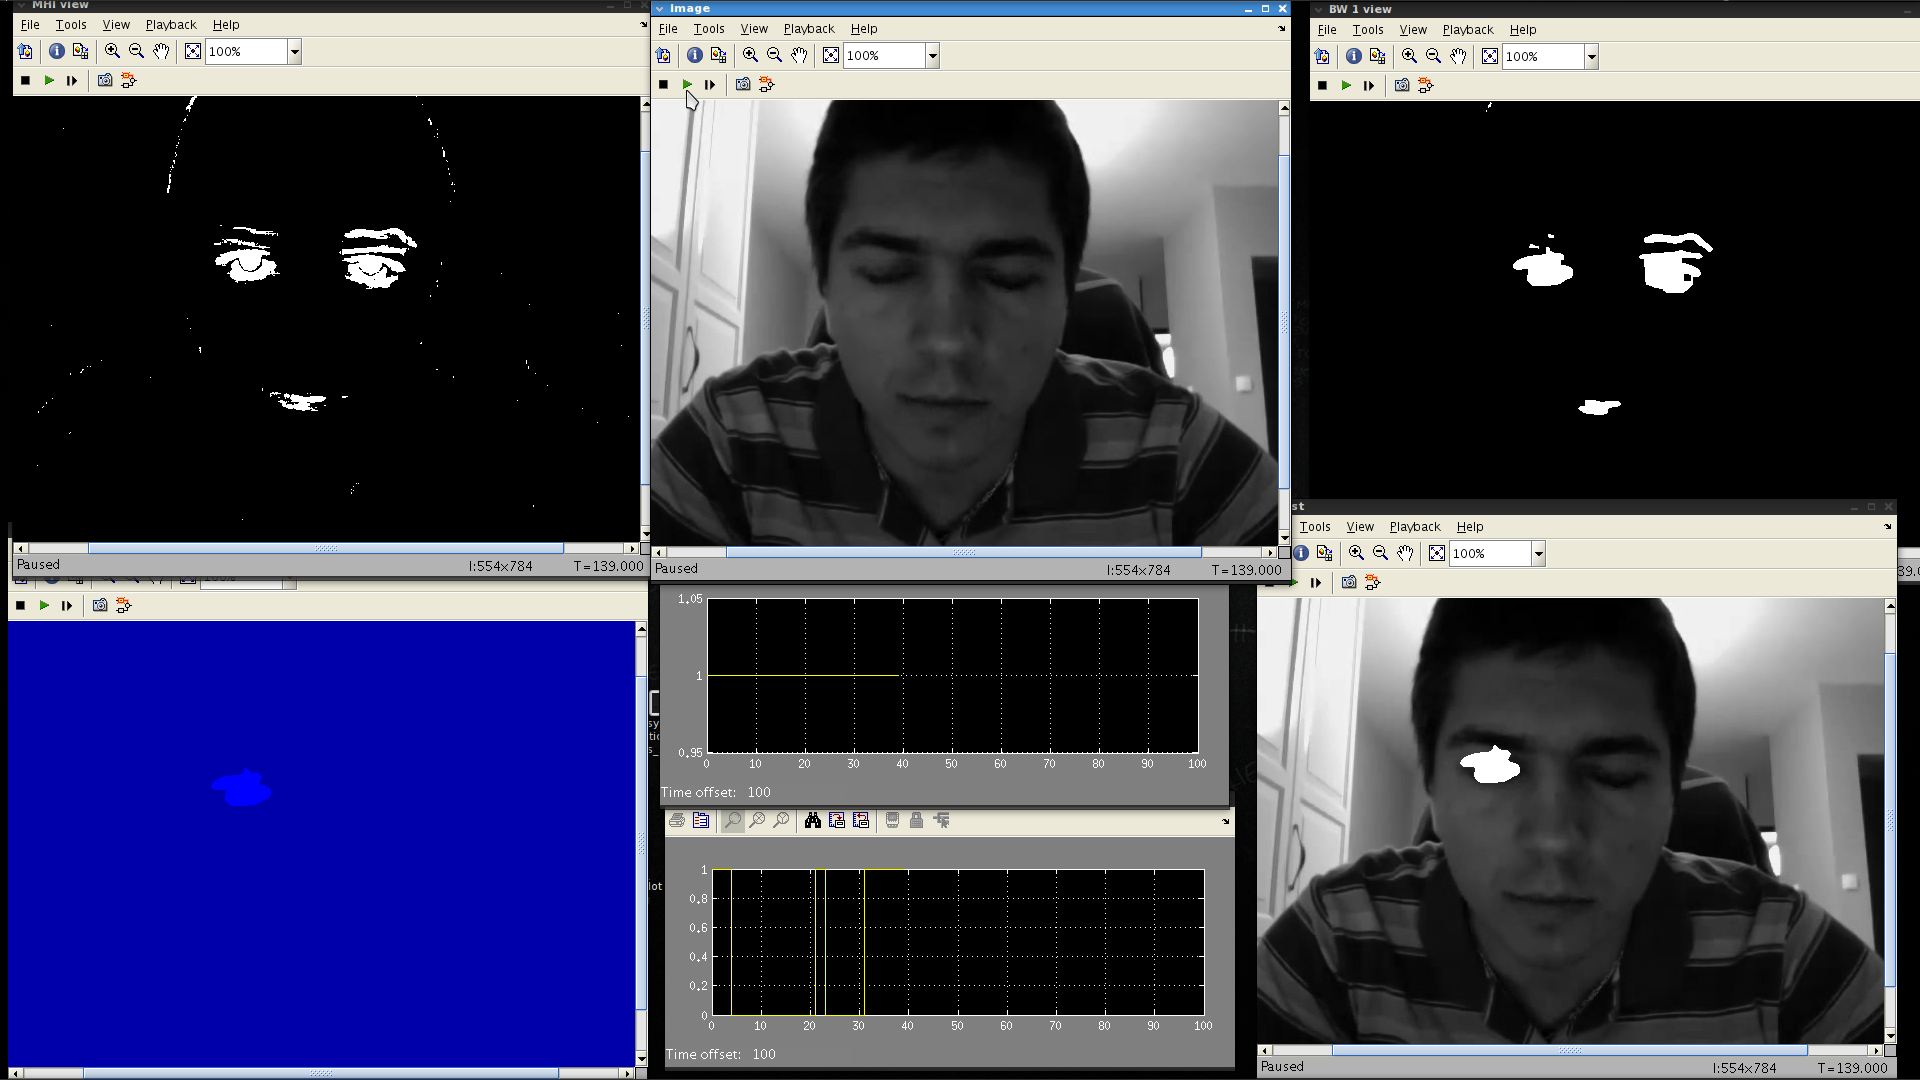 MHI view
File Tools View Playback Help
100%
Paused I:554x784 T=139.000
Image
File Tools View Playback Help
100%
Paused I:554x784 T=139.000
BW 1 view
File Tools View Playback Help
100%
st
Tools View Playback Help
100%
39.0
Paused I:554x784 T=139.000
1.05
1
0.95
0 10 20 30 40 50 60 70 80 90 100
Time offset: 100
1
0.8
0.6
0.4
0.2
0
0 10 20 30 40 50 60 70 80 90 100
Time offset: 100
lot